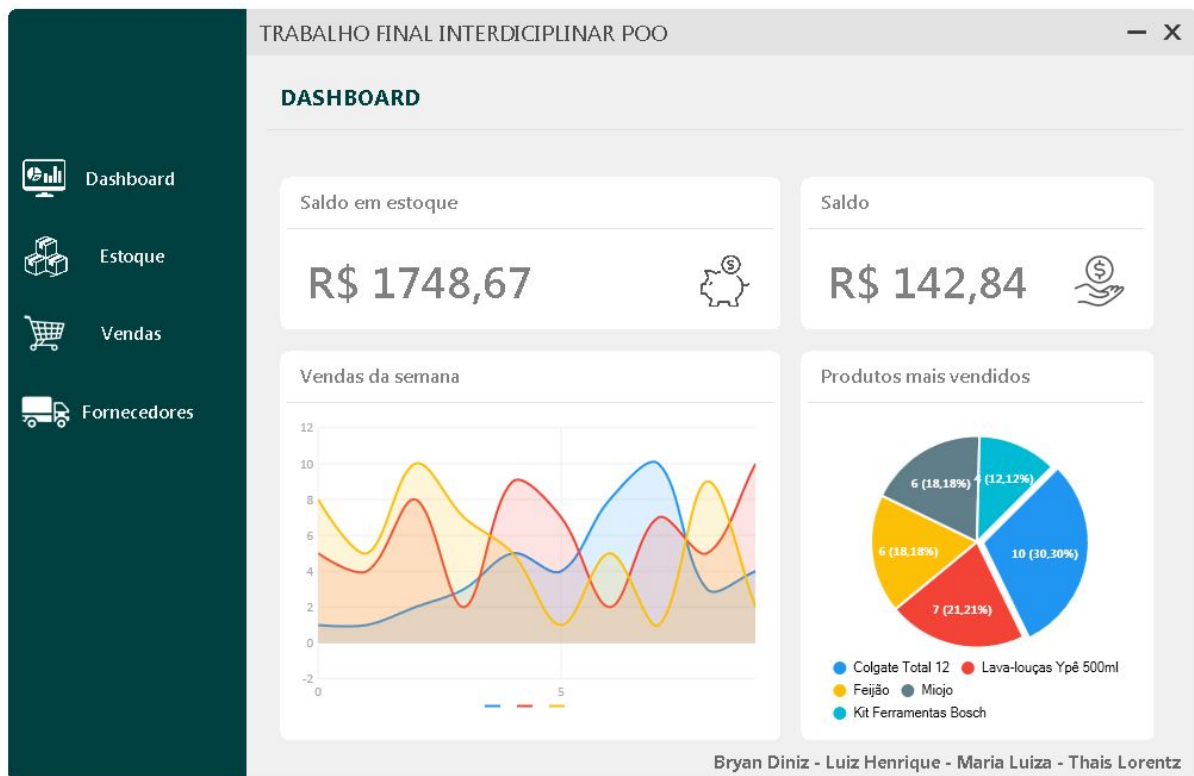 TRABALHO FINAL INTERDICIPLINAR POO
DASHBOARD
Dashboard
Estoque
Vendas
Fornecedores
Saldo em estoque
R$ 1748,67
Saldo
R$ 142,84
Vendas da semana
12
10
8
6
4
2
0
-2
0
5
Produtos mais vendidos
6 (18,18%)
4 (12,12%)
10 (30,30%)
6 (18,18%)
7 (21,21%)
Colgate Total 12
Lava-louças Ypê 500ml
Feijão
Miojo
Kit Ferramentas Bosch
Bryan Diniz - Luiz Henrique - Maria Luiza - Thais Lorentz